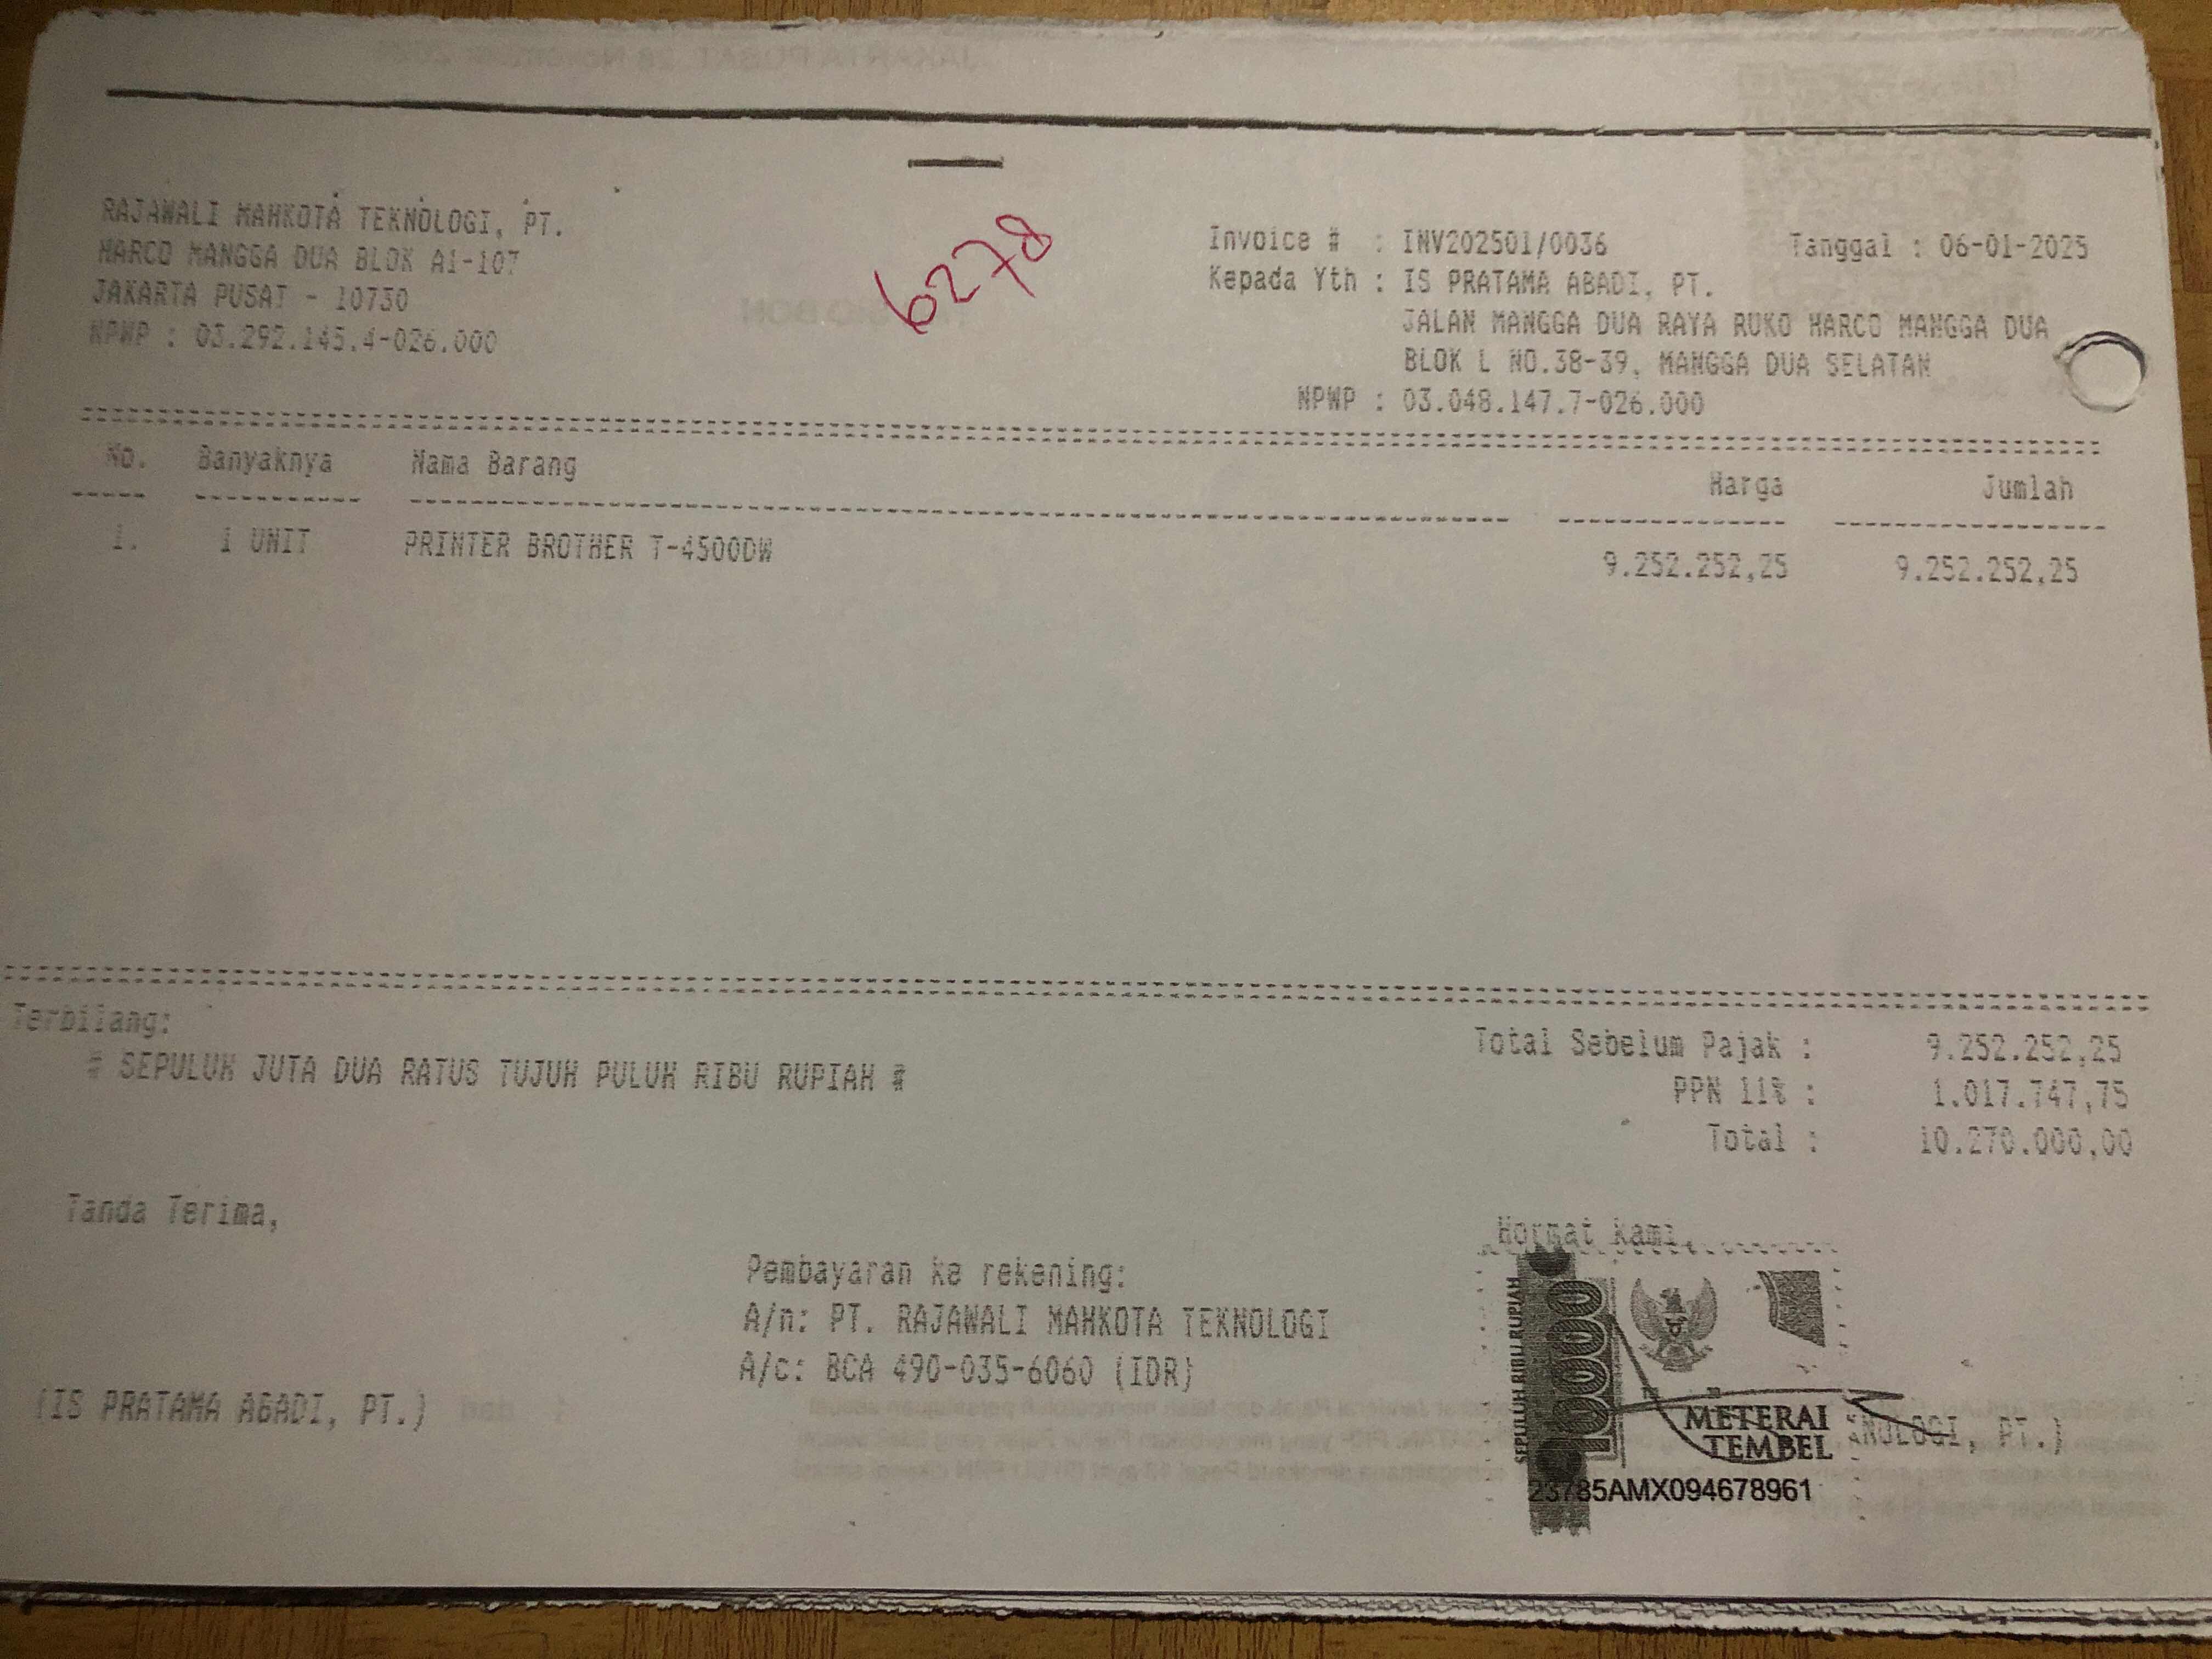 RAJAWALI MAHKOTA TEKNOLOGI, PT.
HARCO MANGGA DUA BLOK A1-107
JAKARTA PUSAT - 10730
NPWP : 03.292.145.4-026.000
6278
Invoice # : INV202501/0036 Tanggal : 06-01-2025
Kepada Yth : IS PRATAMA ABADI, PT.
JALAN MANGGA DUA RAYA RUKO HARCO MANGGA DUA
BLOK L NO.38-39, MANGGA DUA SELATAN
NPWP : 03.048.147.7-026.000
No. Banyaknya Nama Barang Harga Jumlah
1. 1 UNIT PRINTER BROTHER T-4500DW 9.252.252,25 9.252.252,25
Terbilang:
# SEPULUH JUTA DUA RATUS TUJUH PULUH RIBU RUPIAH #
Total Sebelum Pajak : 9.252.252,25
PPN 11% : 1.017.747,75
Total : 10.270.000,00
Tanda Terima,
(IS PRATAMA ABADI, PT.)
Pembayaran ke rekening:
A/n: PT. RAJAWALI MAHKOTA TEKNOLOGI
A/c: BCA 490-035-6060 (IDR)
Hormat kami,
SEPULUH RIBU RUPIAH
10000
METERAI
TEMPEL
NOLOGI, PT.)
23785AMX094678961